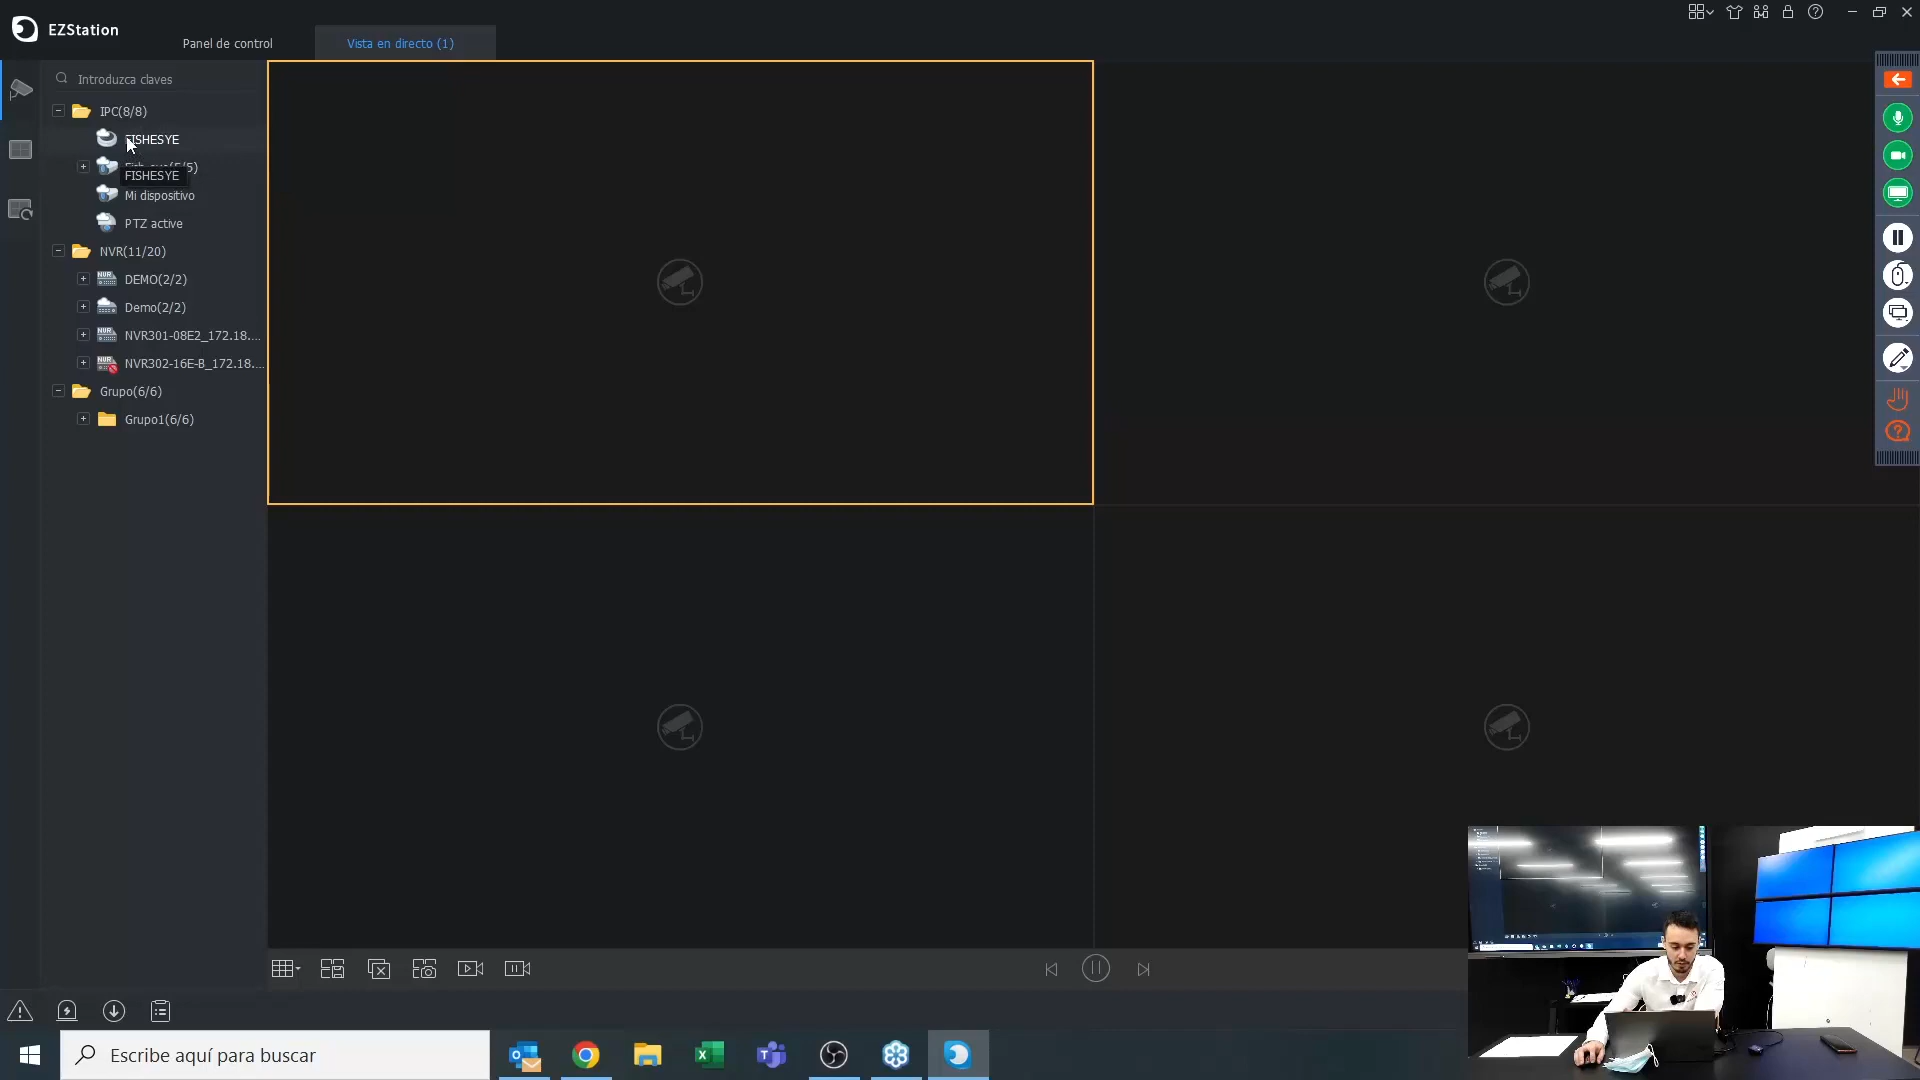 EZStation
Panel de control
Vista en directo (1)
Introduzca claves
IPC(8/8)
FISHESYE
FISHESYE
Mi dispositivo
PTZ active
NVR(11/20)
DEMO(2/2)
Demo(2/2)
NVR301-08E2_172.18....
NVR302-16E-B_172.18....
Grupo(6/6)
Grupo1(6/6)
Escribe aquí para buscar